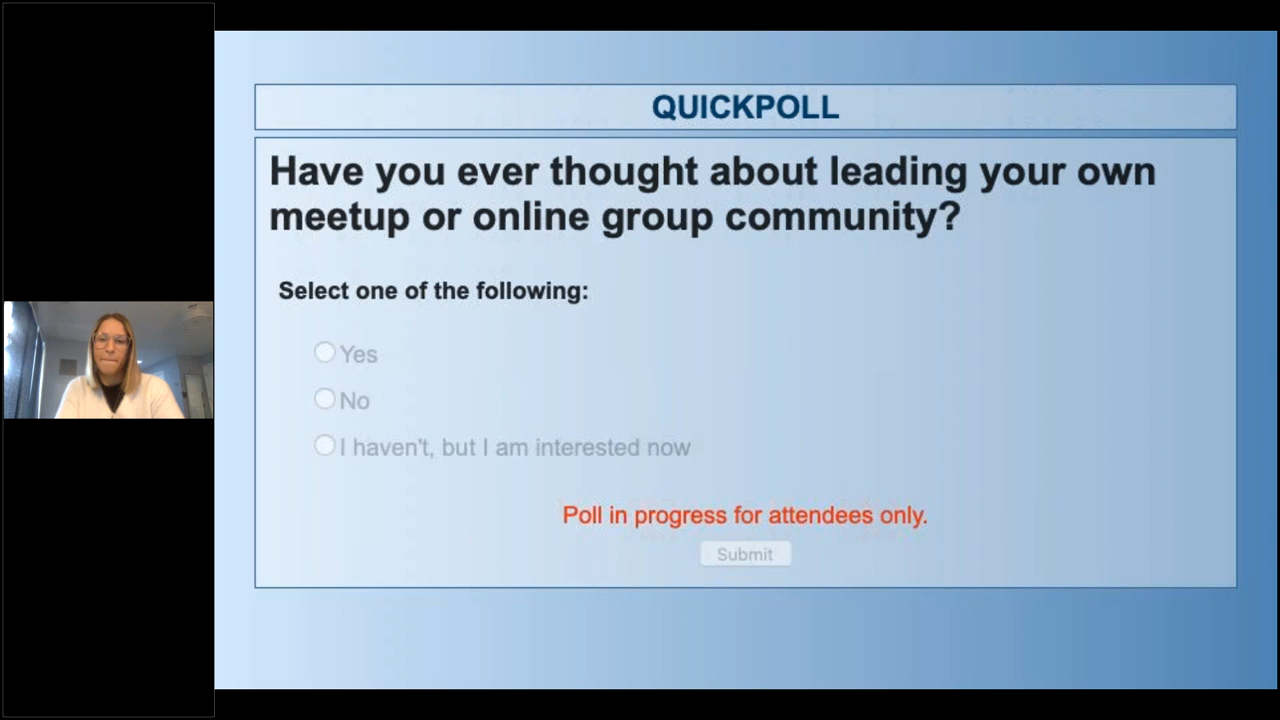 QUICKPOLL
Have you ever thought about leading your own
meetup or online group community?
Select one of the following:
Yes
No
I haven't, but I am interested now
Poll in progress for attendees only.
Submit